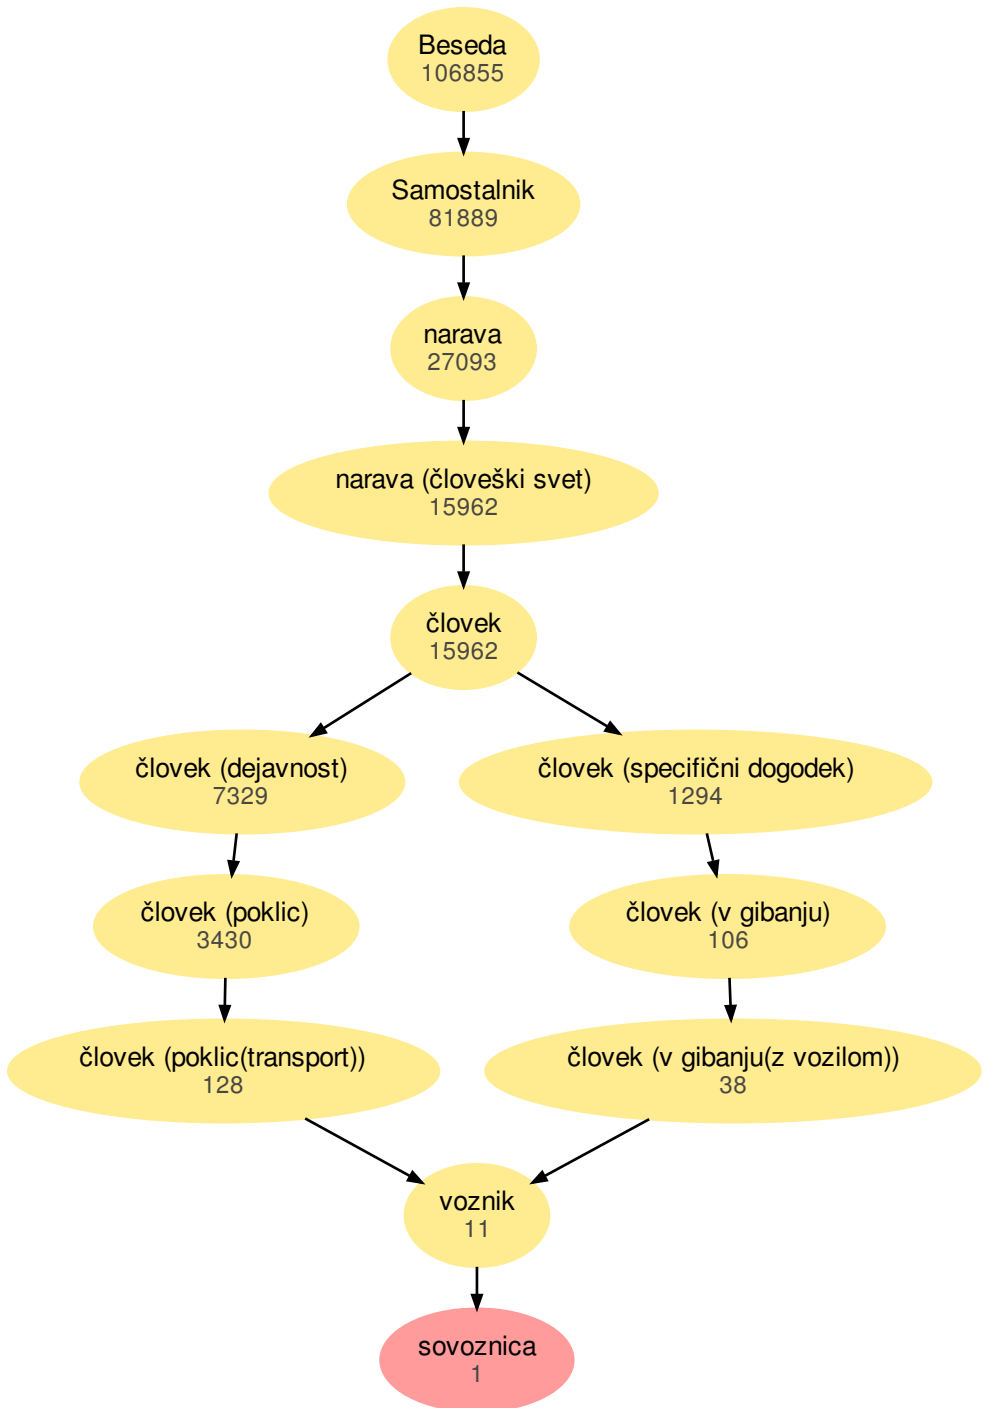 Beseda
106855
Samostalnik
81889
narava
27093
narava (človeški svet)
15962
človek
15962
človek (dejavnost)
7329
človek (specifični dogodek)
1294
človek (poklic)
3430
človek (v gibanju)
106
človek (poklic(transport))
128
človek (v gibanju(z vozilom))
38
voznik
11
sovoznica
1